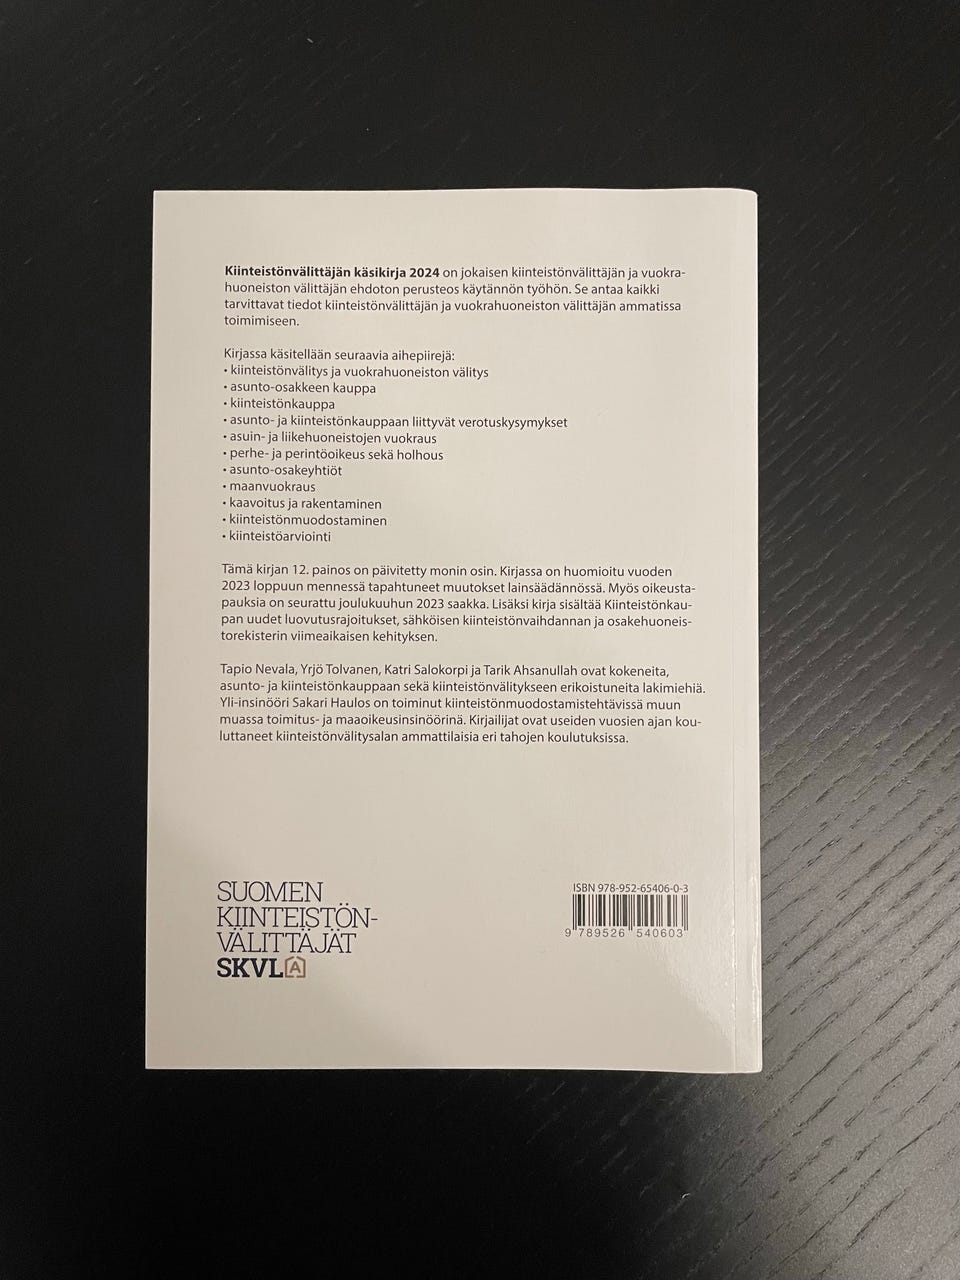 Kiinteistönvälittäjän käsikirja 2024 on jokaisen kiinteistönvälittäjän ja vuokra-
huoneiston välittäjän ehdoton perusteos käytännön työhön. Se antaa kaikki
tarvittavat tiedot kiinteistönvälittäjän ja vuokrahuoneiston välittäjän ammatissa
toimimiseen.
Kirjassa käsitellään seuraavia aihepiirejä:
• kiinteistönvälitys ja vuokrahuoneiston välitys
• asunto-osakkeen kauppa
• kiinteistönkauppa
• asunto- ja kiinteistönkauppaan liittyvät verotuskysymykset
• asuin- ja liikehuoneistojen vuokraus
• perhe- ja perintöoikeus sekä holhous
• asunto-osakeyhtiöt
• maanvuokraus
• kaavoitus ja rakentaminen
• kiinteistönmuodostaminen
• kiinteistöarviointi
Tämä kirjan 12. painos on päivitetty monin osin. Kirjassa on huomioitu vuoden
2023 loppuun mennessä tapahtuneet muutokset lainsäädännössä. Myös oikeusta-
pauksia on seurattu joulukuuhun 2023 saakka. Lisäksi kirja sisältää Kiinteistönkau-
pan uudet luovutusrajoitukset, sähköisen kiinteistönvaihdannan ja osakehuoneis-
torekisterin viimeaikaisen kehityksen.
Tapio Nevala, Yrjö Tolvanen, Katri Salokorpi ja Tarik Ahsanullah ovat kokeneita,
asunto- ja kiinteistönkauppaan sekä kiinteistönvälitykseen erikoistuneita lakimiehiä.
Yli-insinööri Sakari Haulos on toiminut kiinteistönmuodostamistehtävissä muun
muassa toimitus- ja maaoikeusinsinöörinä. Kirjailijat ovat useiden vuosien ajan kou-
luttaneet kiinteistönvälitysalan ammattilaisia eri tahojen koulutuksissa.
SUOMEN
KIINTEISTÖN-
VÄLITTÄJÄT
SKVL A
ISBN 978-952-65406-0-3
9 789526 540603